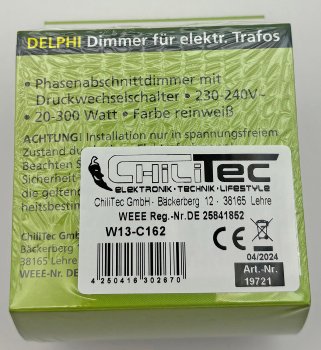 DELPHI Dimmer für elektr. Trafos
• Phasenabschnittdimmer mit
Druckwechselschalter • 230-240V~
• 20-300 Watt • Farbe reinweiß
ACHTUNG! Installation nur in spannungsfreiem
Zustand du
Beachten S
Sicherheit
die geltend
heitsbestim
CHiLiTEC
ELEKTRONIK • TECHNIK • LIFESTYLE
ChiliTec GmbH · Bäckerberg 12 · 38165 Lehre
WEEE Reg.-Nr.DE 25841852
ChiliTec GmbH
Bäckerberg
38165 Lehre
WEEE-Nr. DE
W13-C162
CE
4 250416 302670
04/2024
Art.-Nr.
19721